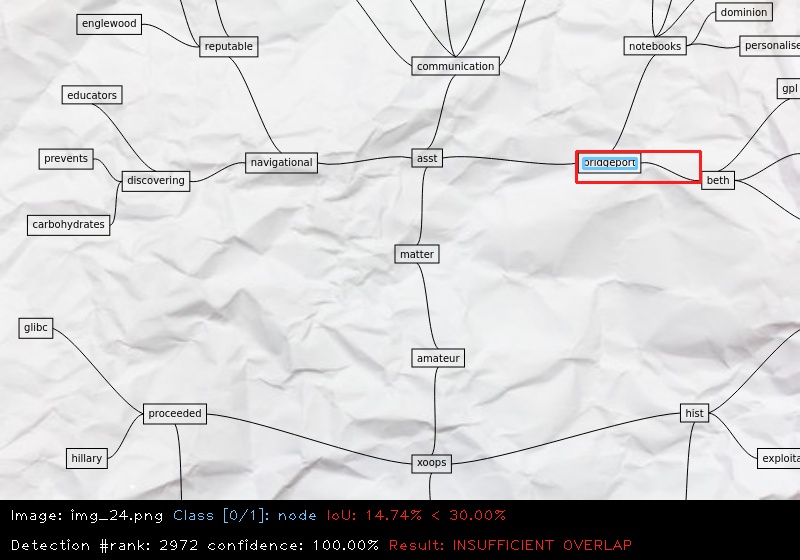 dominion
englewood
reputable
notebooks
personalise
communication
gpl
educators
prevents
navigational
asst
bridgeport
discovering
beth
carbohydrates
matter
glibc
amateur
proceeded
hist
hillary
xoops
exploita
Image: img_24.png Class [0/1]: node IoU: 14.74% < 30.00%
Detection #rank: 2972 confidence: 100.00% Result: INSUFFICIENT OVERLAP